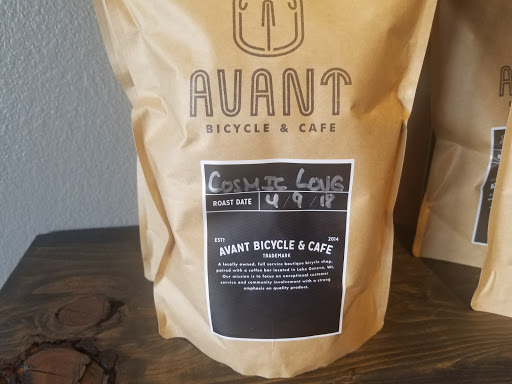 AVANT
BICYCLE & CAFE
COSMIC LOVE
ROAST DATE 4/9/18
ESTD 2014
AVANT BICYCLE & CAFE
TRADEMARK
A locally owned, full service boutique bicycle shop,
paired with a coffee bar located in Lake Geneva, WI.
Our mission is to focus on exceptional customer
service and community involvement with a strong
emphasis on quality product.